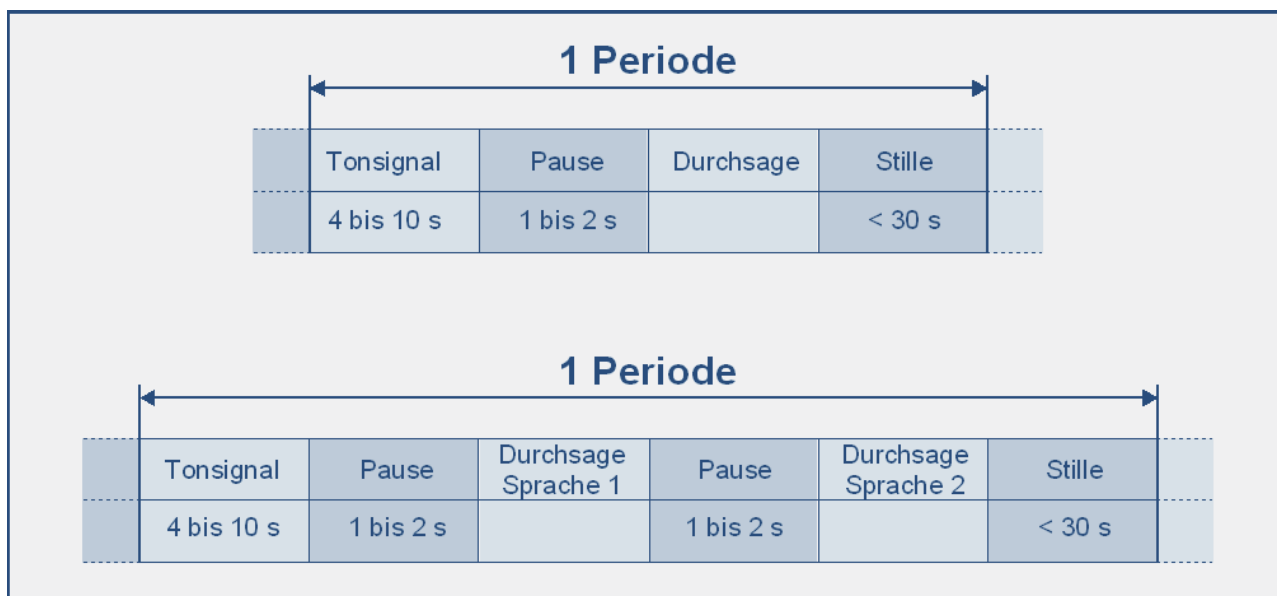 1 Periode
Tonsignal Pause Durchsage Stille
4 bis 10 s 1 bis 2 s < 30 s
1 Periode
Tonsignal Pause Durchsage Sprache 1 Pause Durchsage Sprache 2 Stille
4 bis 10 s 1 bis 2 s 1 bis 2 s < 30 s